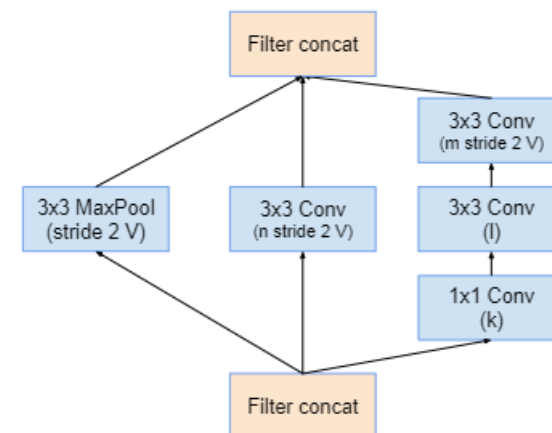 Filter concat
3x3 Conv
(m stride 2 V)
3x3 MaxPool
(stride 2 V)
3x3 Conv
(n stride 2 V)
3x3 Conv
(l)
1x1 Conv
(k)
Filter concat